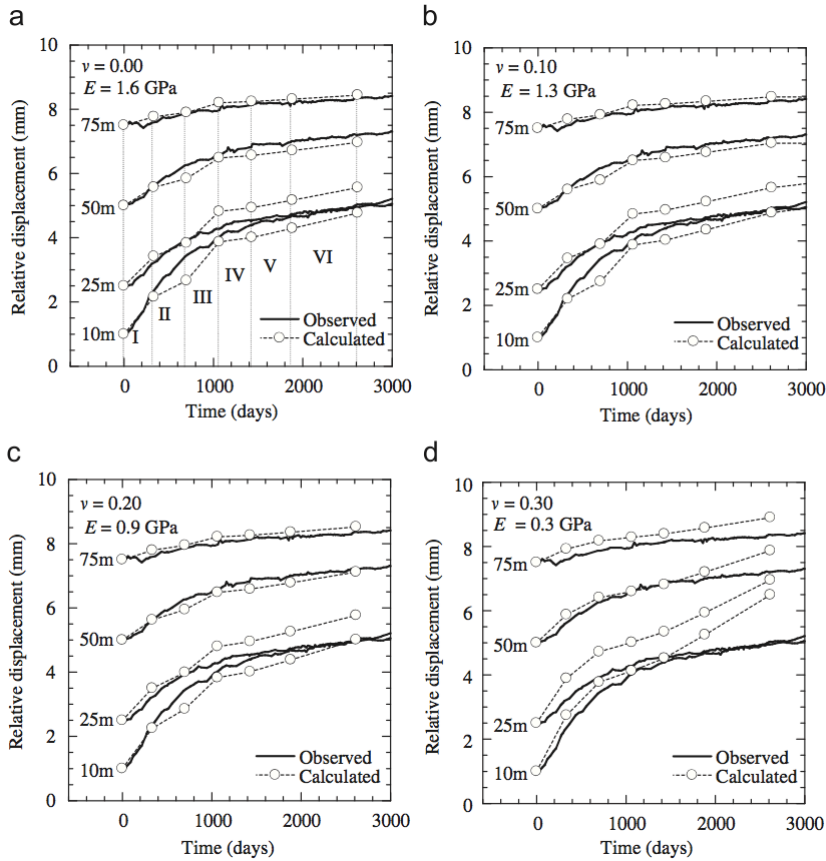 a
ν = 0.00
E = 1.6 GPa
10
8
6
4
2
0
Relative displacement (mm)
75m
50m
25m
10m
I
II
III
IV
V
VI
Observed
Calculated
0
1000
2000
3000
Time (days)
b
ν = 0.10
E = 1.3 GPa
10
8
6
4
2
0
Relative displacement (mm)
75m
50m
25m
10m
Observed
Calculated
0
1000
2000
3000
Time (days)
c
ν = 0.20
E = 0.9 GPa
10
8
6
4
2
0
Relative displacement (mm)
75m
50m
25m
10m
Observed
Calculated
0
1000
2000
3000
Time (days)
d
ν = 0.30
E = 0.3 GPa
10
8
6
4
2
0
Relative displacement (mm)
75m
50m
25m
10m
Observed
Calculated
0
1000
2000
3000
Time (days)